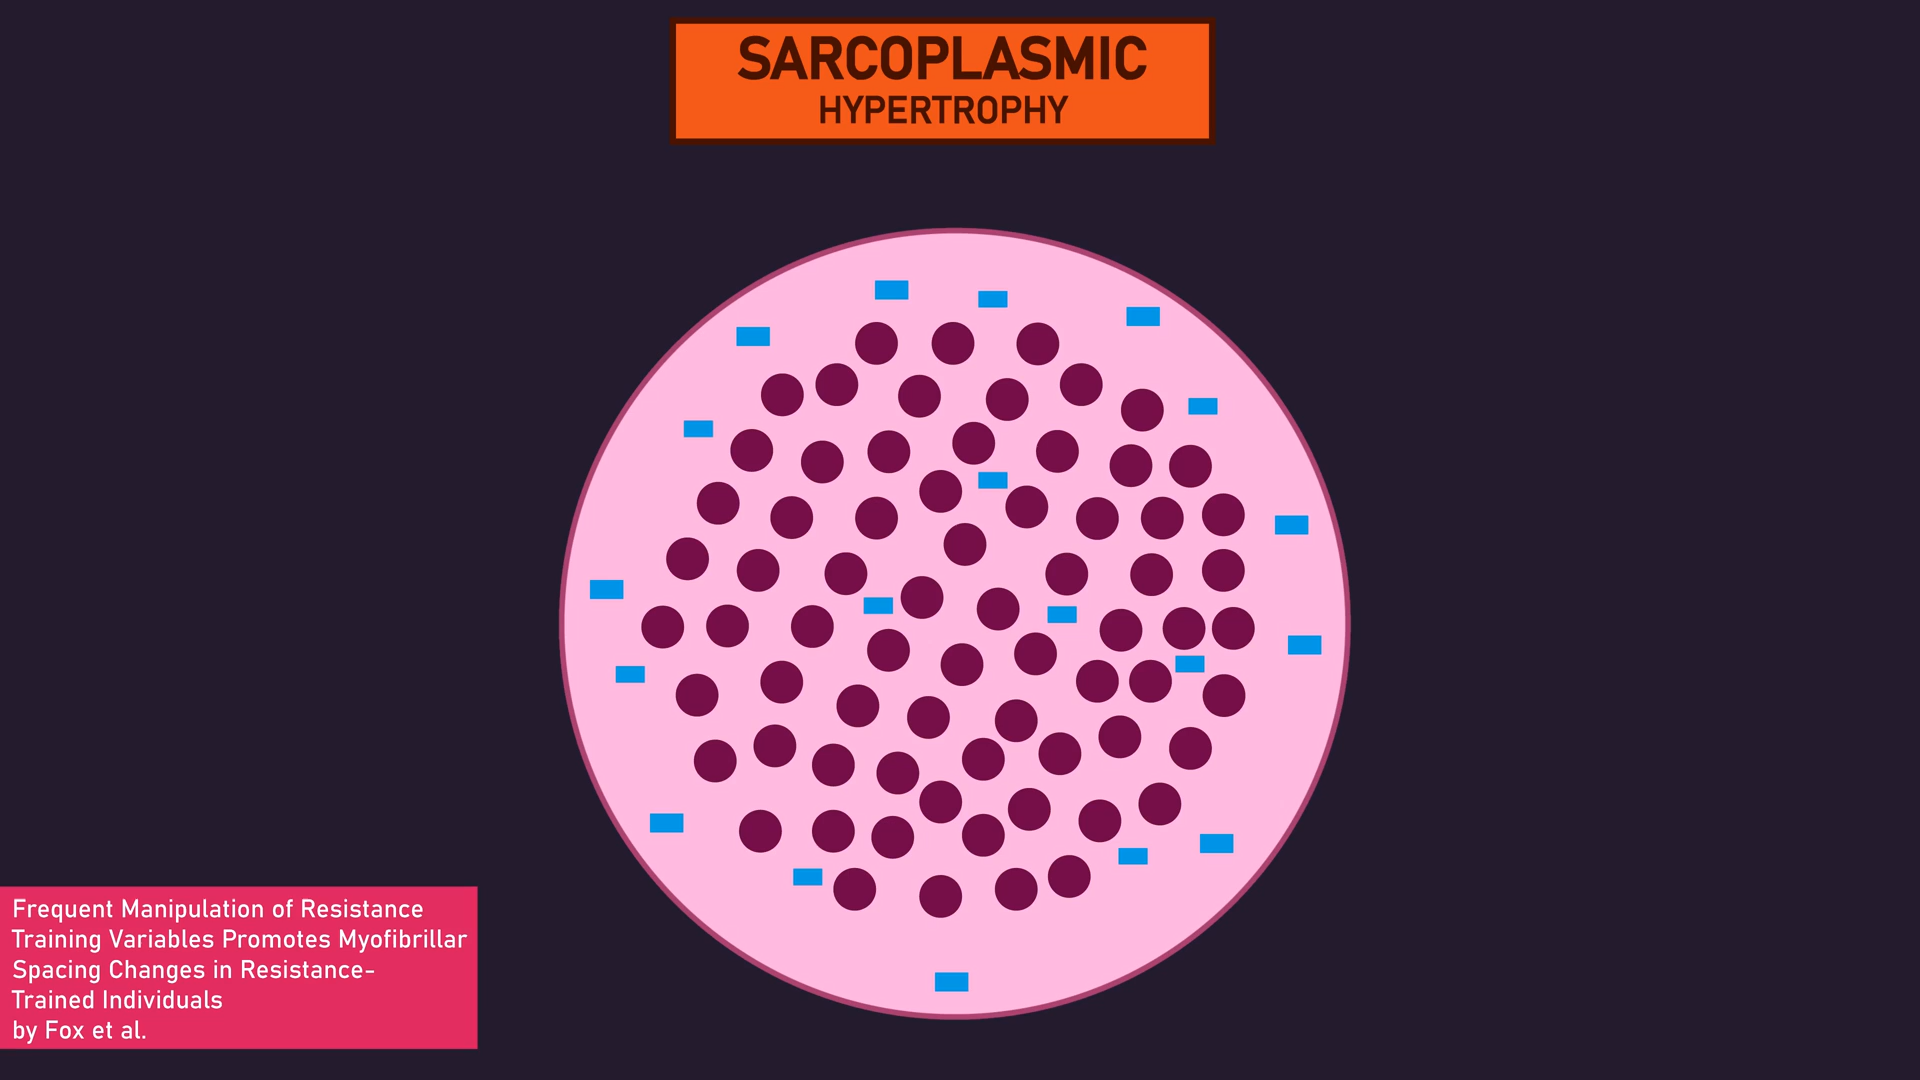 SARCOPLASMIC
HYPERTROPHY
Frequent Manipulation of Resistance
Training Variables Promotes Myofibrillar
Spacing Changes in Resistance-
Trained Individuals
by Fox et al.